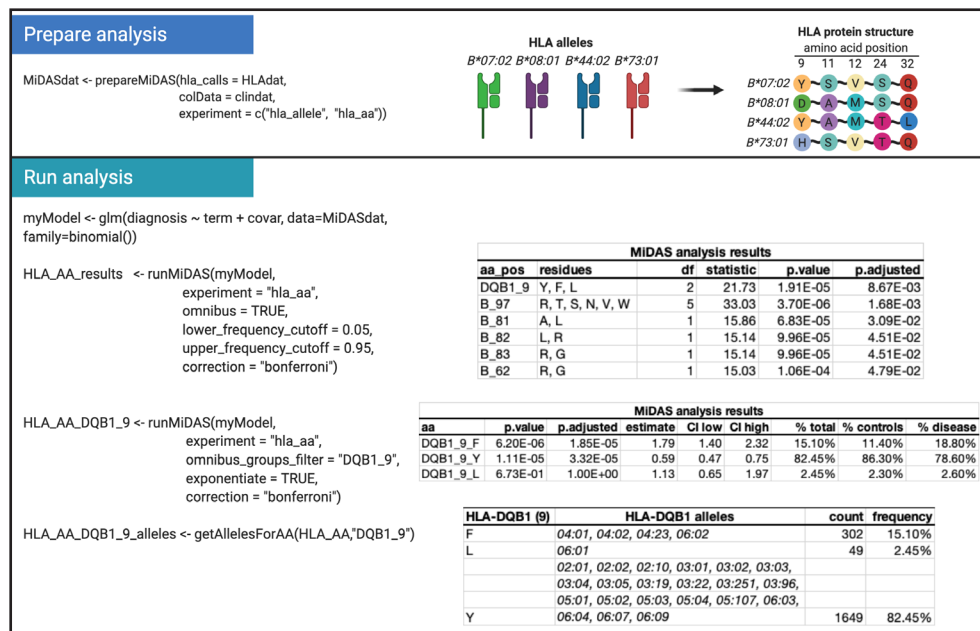 Prepare analysis
MiDASdat <- prepareMiDAS(hla_calls = HLAdat,
colData = clindat,
experiment = c("hla_allele", "hla_aa"))
HLA alleles
B*07:02 B*08:01 B*44:02 B*73:01
HLA protein structure
amino acid position
9 11 12 24 32
B*07:02 Y S V S Q
B*08:01 D A M S Q
B*44:02 Y A M T L
B*73:01 H S V T Q
Run analysis
myModel <- glm(diagnosis ~ term + covar, data=MiDASdat,
family=binomial())
HLA_AA_results <- runMiDAS(myModel,
experiment = "hla_aa",
omnibus = TRUE,
lower_frequency_cutoff = 0.05,
upper_frequency_cutoff = 0.95,
correction = "bonferroni")
MiDAS analysis results
aa_pos residues df statistic p.value p.adjusted
DQB1_9 Y, F, L 2 21.73 1.91E-05 8.67E-03
B_97 R, T, S, N, V, W 5 33.03 3.70E-06 1.68E-03
B_81 A, L 1 15.86 6.83E-05 3.09E-02
B_82 L, R 1 15.14 9.96E-05 4.51E-02
B_83 R, G 1 15.14 9.96E-05 4.51E-02
B_62 R, G 1 15.03 1.06E-04 4.79E-02
HLA_AA_DQB1_9 <- runMiDAS(myModel,
experiment = "hla_aa",
omnibus_groups_filter = "DQB1_9",
exponentiate = TRUE,
correction = "bonferroni")
MiDAS analysis results
aa p.value p.adjusted estimate CI low CI high % total % controls % disease
DQB1_9_F 6.20E-06 1.85E-05 1.79 1.40 2.32 15.10% 11.40% 18.80%
DQB1_9_Y 1.11E-05 3.32E-05 0.59 0.47 0.75 82.45% 86.30% 78.60%
DQB1_9_L 6.73E-01 1.00E+00 1.13 0.65 1.97 2.45% 2.30% 2.60%
HLA_AA_DQB1_9_alleles <- getAllelesForAA(HLA_AA,"DQB1_9")
HLA-DQB1 (9) HLA-DQB1 alleles count frequency
F 04:01, 04:02, 04:23, 06:02 302 15.10%
L 06:01 49 2.45%
02:01, 02:02, 02:10, 03:01, 03:02, 03:03,
03:04, 03:05, 03:19, 03:22, 03:251, 03:96,
05:01, 05:02, 05:03, 05:04, 05:107, 06:03,
Y 06:04, 06:07, 06:09 1649 82.45%